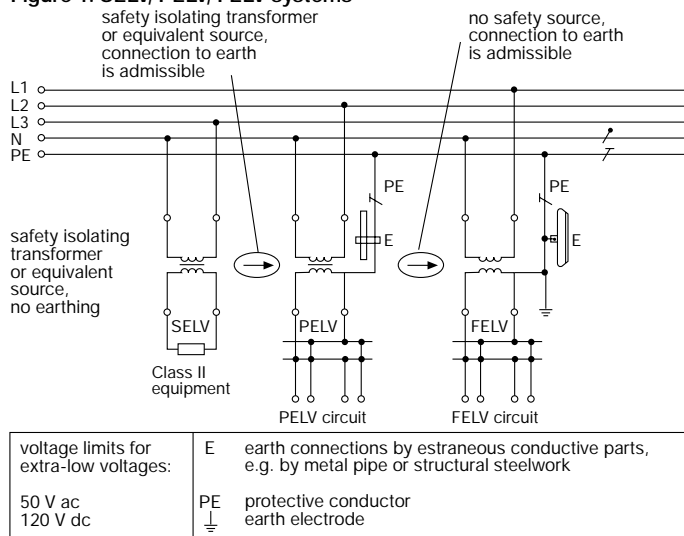 Figure 1: SELV, PELV, FELV systems
safety isolating transformer
or equivalent source,
connection to earth
is admissible
no safety source,
connection to earth
is admissible
L1
L2
L3
N
PE
PE
PE
E
E
safety isolating
transformer
or equivalent
source,
no earthing
SELV
PELV
FELV
Class II
equipment
PELV circuit
FELV circuit
voltage limits for
extra-low voltages:
50 V ac
120 V dc
E earth connections by estraneous conductive parts,
e.g. by metal pipe or structural steelwork
PE protective conductor
earth electrode